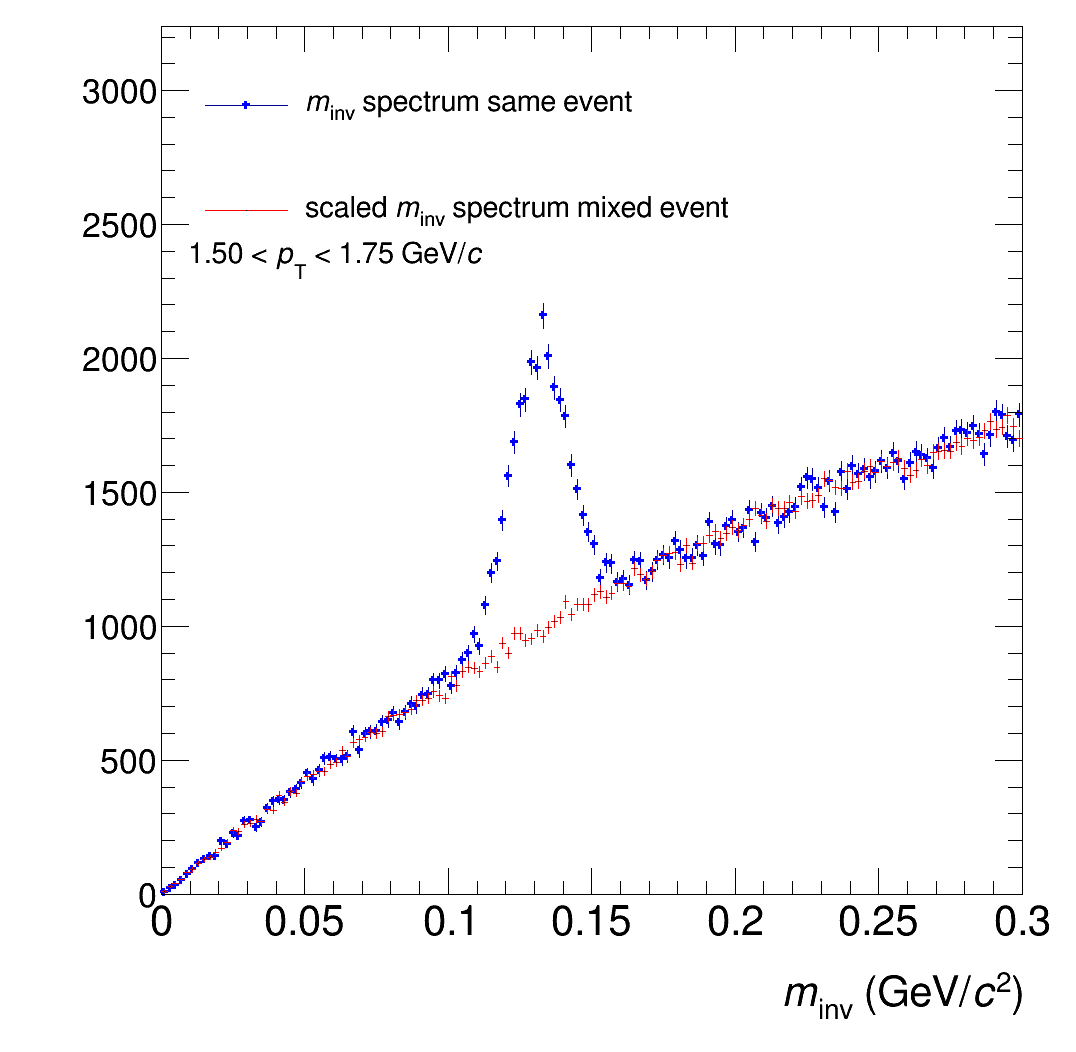 3000
m_inv spectrum same event
2500
scaled m_inv spectrum mixed event
1.50 < p_T < 1.75 GeV/c
2000
1500
1000
500
0
0 0.05 0.1 0.15 0.2 0.25 0.3
m_inv (GeV/c²)